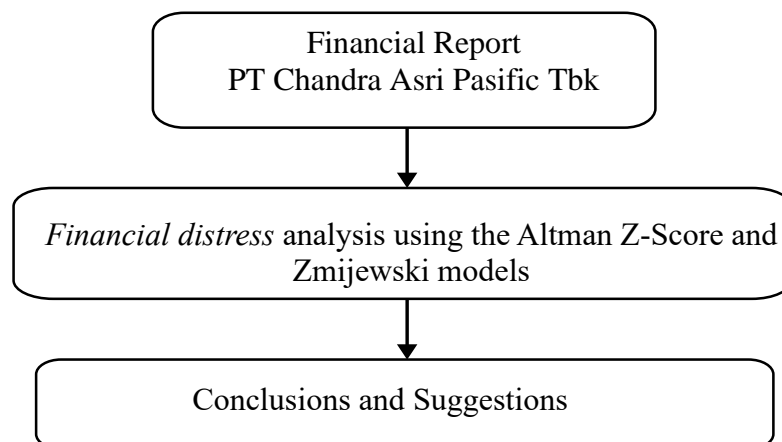 Financial Report
PT Chandra Asri Pasific Tbk
Financial distress analysis using the Altman Z-Score and
Zmijewski models
Conclusions and Suggestions